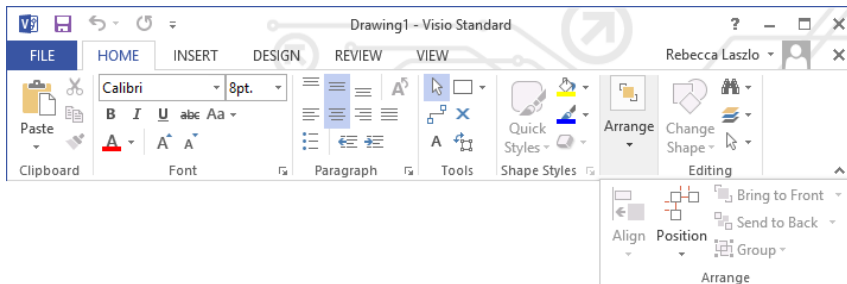 Drawing1 - Visio Standard
FILE HOME INSERT DESIGN REVIEW VIEW Rebecca Laszlo
Calibri 8pt.
Paste
B I U abc Aa
A A A
Clipboard
Font
Paragraph
A
Tools
Quick
Styles
Shape Styles
Arrange
Change
Shape
Editing
Align
Position
Bring to Front
Send to Back
Group
Arrange